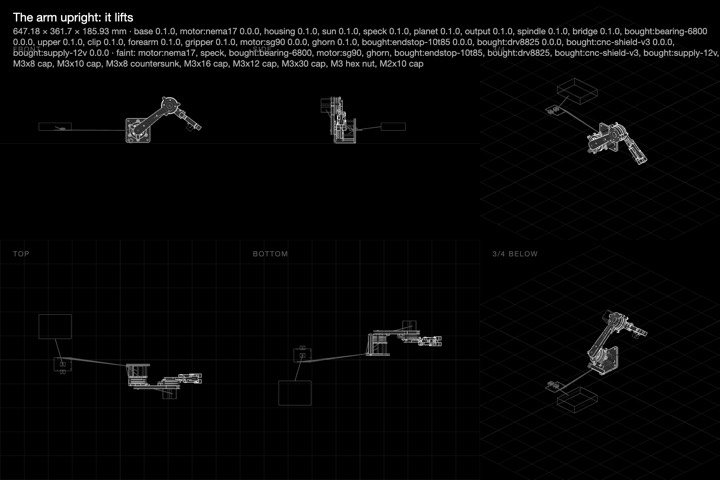 The arm upright: it lifts
647.18 × 361.7 × 185.93 mm · base 0.1.0, motor:nema17 0.0.0, housing 0.1.0, sun 0.1.0, speck 0.1.0, planet 0.1.0, output 0.1.0, spindle 0.1.0, bridge 0.1.0, bought:bearing-6800
0.0.0, upper 0.1.0, clip 0.1.0, forearm 0.1.0, gripper 0.1.0, motor:sg90 0.0.0, ghorn 0.1.0, bought:endstop-10t85 0.0.0, bought:drv8825 0.0.0, bought:cnc-shield-v3 0.0.0,
bought:supply-12v 0.0.0 · faint: motor:nema17, speck, bought:bearing-6800, motor:sg90, ghorn, bought:endstop-10t85, bought:drv8825, bought:cnc-shield-v3, bought:supply-12v,
M3x8 cap, M3x10 cap, M3x8 countersunk, M3x16 cap, M3x12 cap, M3x30 cap, M3 hex nut, M2x10 cap
TOP
BOTTOM
3/4 BELOW